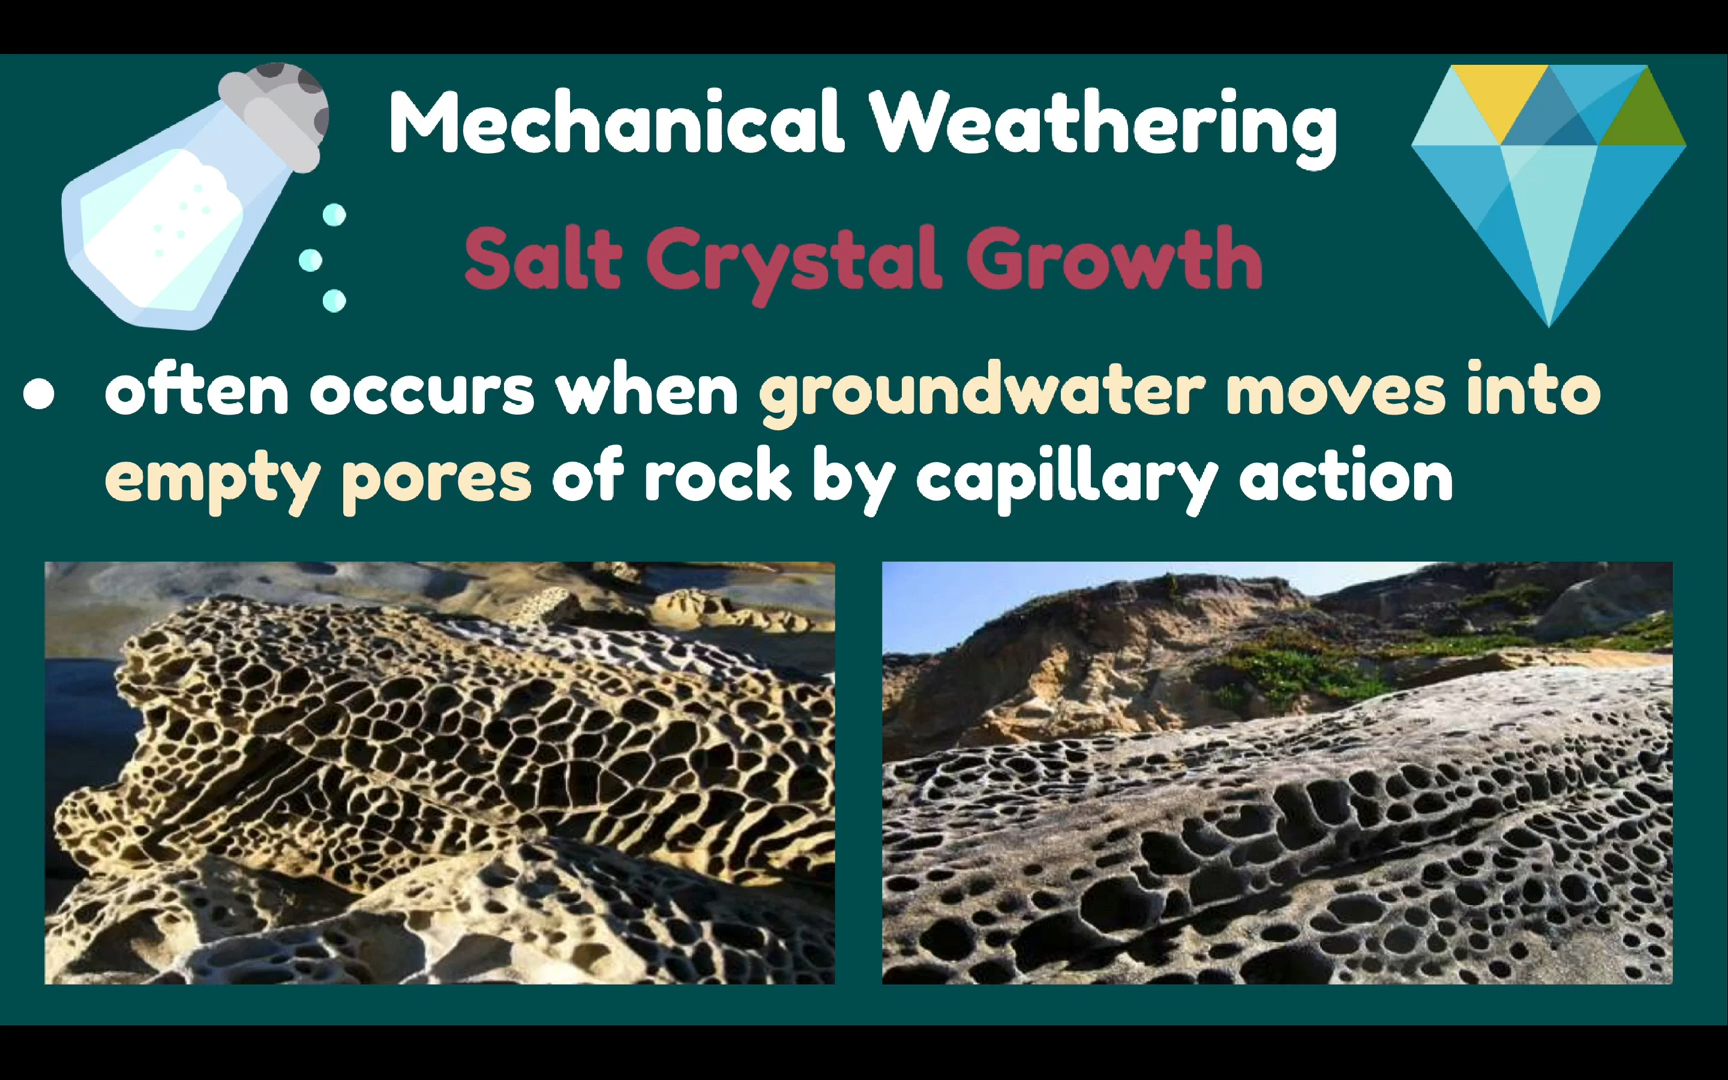 Mechanical Weathering
Salt Crystal Growth
● often occurs when groundwater moves into
empty pores of rock by capillary action